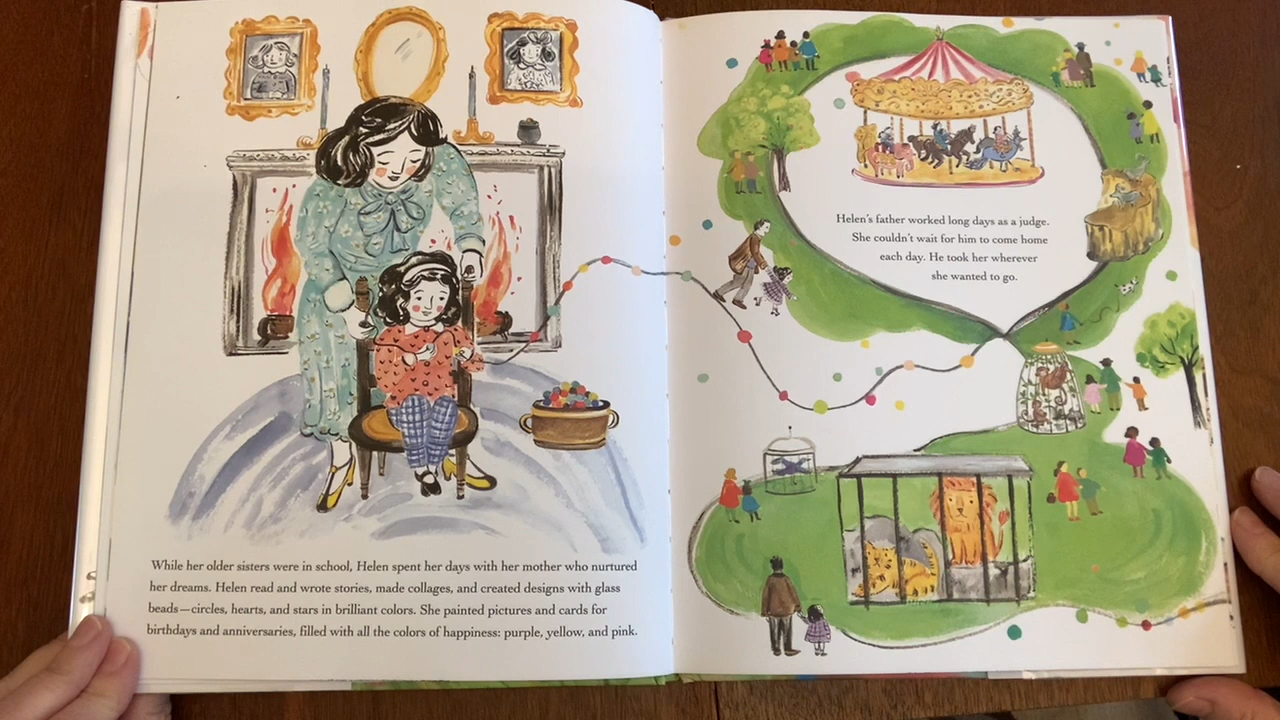 While her older sisters were in school, Helen spent her days with her mother who nurtured
her dreams. Helen read and wrote stories, made collages, and created designs with glass
beads—circles, hearts, and stars in brilliant colors. She painted pictures and cards for
birthdays and anniversaries, filled with all the colors of happiness: purple, yellow, and pink.
Helen's father worked long days as a judge.
She couldn't wait for him to come home
each day. He took her wherever
she wanted to go.